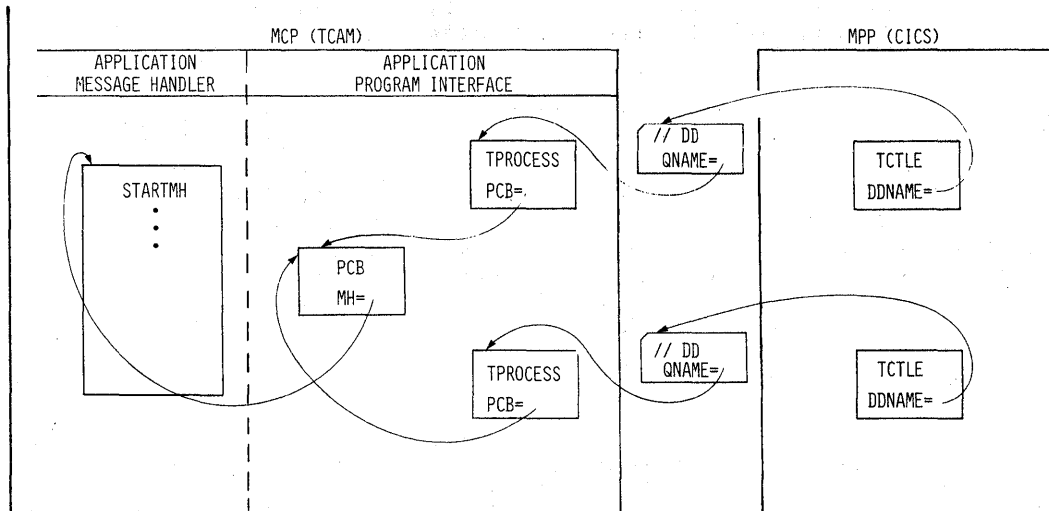 MCP (TCAM)
MPP (CICS)
APPLICATION
MESSAGE HANDLER
APPLICATION
PROGRAM INTERFACE
// DD
QNAME=
TPROCESS
PCB=
TCTLE
DDNAME=
STARTMH
PCB
MH=
// DD
QNAME=
TPROCESS
PCB=
TCTLE
DDNAME=